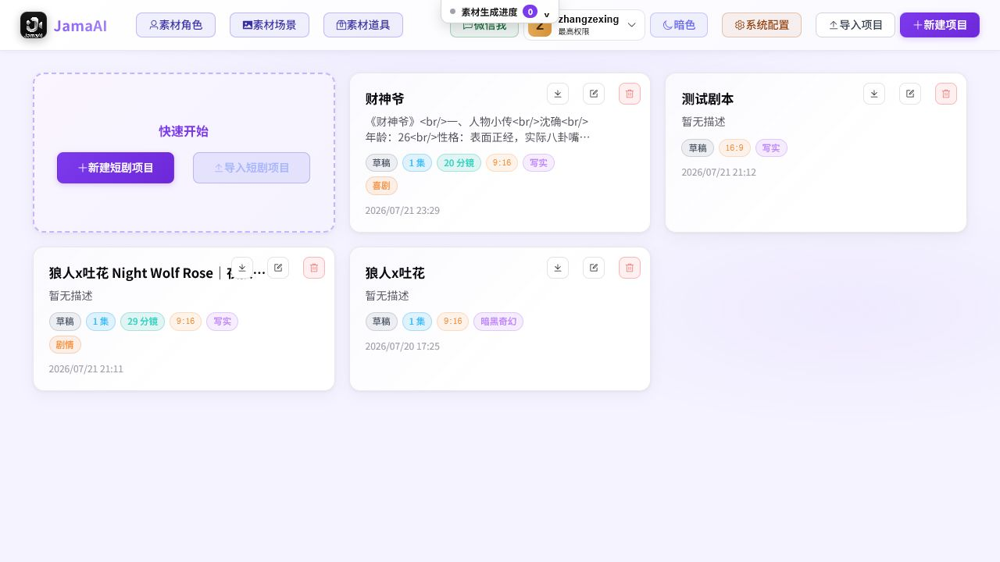 JamaAI
JamaAI
素材角色
素材场景
素材道具
素材生成进度 0 v
微信我
Z
zhangzexing
最高权限
暗色
系统配置
导入项目
新建项目
快速开始
新建短剧项目
导入短剧项目
财神爷
《财神爷》<br/>一、人物小传<br/>沈确<br/>
年龄：26<br/>性格：表面正经，实际八卦嘴…
草稿 1 集 20 分镜 9:16 写实
喜剧
2026/07/21 23:29
测试剧本
暂无描述
草稿 16:9 写实
2026/07/21 21:12
狼人x吐花 Night Wolf Rose｜…
暂无描述
草稿 1 集 29 分镜 9:16 写实
剧情
2026/07/21 21:11
狼人x吐花
暂无描述
草稿 1 集 9:16 暗黑奇幻
2026/07/20 17:25